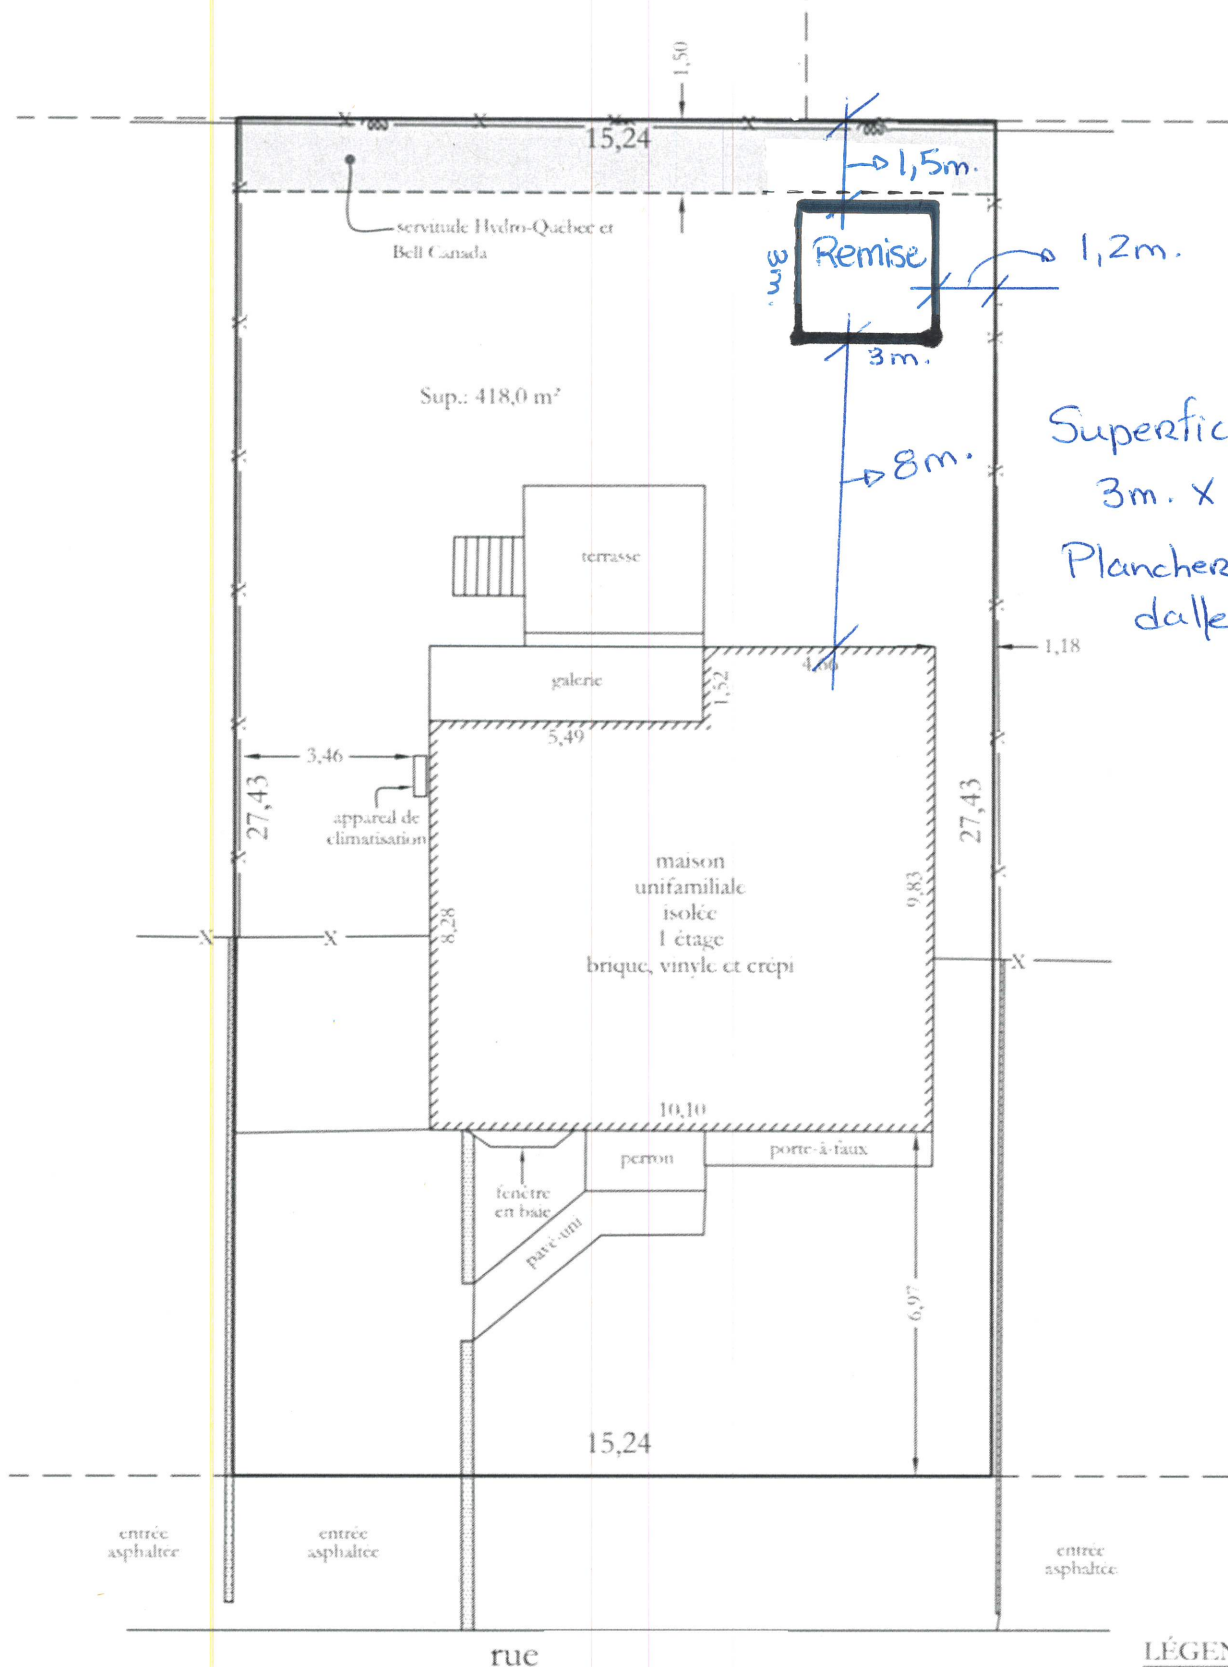 1,50
15,24
1,5m.
servitude Hydro-Québec et
Bell Canada
Remise
3m.
1,2m.
3m.
Sup.: 418,0 m²
Superfic
3m. X
8m.
Plancher
dalle
terrasse
1,18
4,66
galerie
1,52
5,49
3,46
27,43
27,43
appareil de
climatisation
maison
unifamiliale
isolée
1 étage
brique, vinyle et crépi
9,83
8,28
X
X
X
10,10
perron
porte-à-faux
fenêtre
en baie
pavé-uni
6,97
15,24
entrée
asphaltée
entrée
asphaltée
entrée
asphaltée
rue
LÉGEN